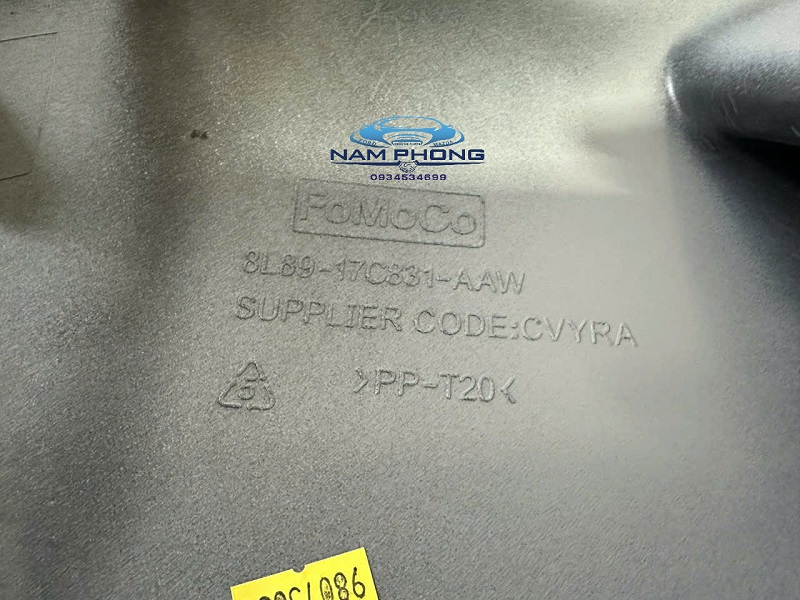 NAM PHONG
0934534699
FoMoCo
8L89-17C831-AAW
SUPPLIER CODE:CVYRA
5
>PP-T20<